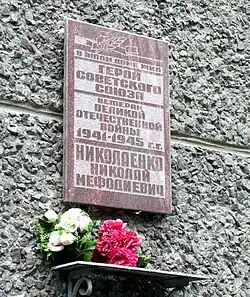 В ЭТОМ ДОМЕ ЖИЛ
ГЕРОЙ
СОВЕТСКОГО
СОЮЗА
ВЕТЕРАН
ВЕЛИКОЙ
ОТЕЧЕСТВЕННОЙ
ВОЙНЫ
1941-1945 г.г.
НИКОЛАЕНКО
НИКОЛАЙ
МЕФОДИЕВИЧ